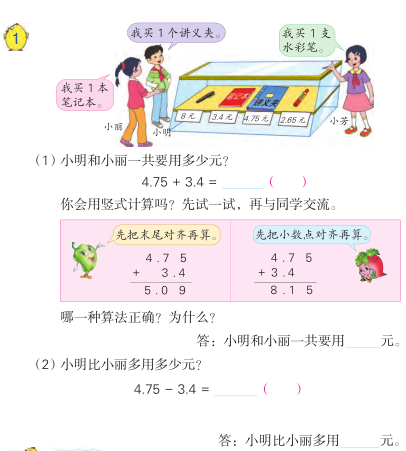 1
我买1个讲义夹。
我买1支
水彩笔。
我买1本
笔记本。
笔记本
讲义夹
8元 3.4元 4.75元 2.65元
小丽 小明 小芳
（1）小明和小丽一共要用多少元？
4.75 + 3.4 = ______（  ）
你会用竖式计算吗？先试一试，再与同学交流。
先把末尾对齐再算。
4.7 5
+ 3.4
5.0 9
先把小数点对齐再算。
4.7 5
+ 3.4
8.1 5
哪一种算法正确？为什么？
答：小明和小丽一共要用____元。
（2）小明比小丽多用多少元？
4.75 − 3.4 = ______（  ）
答：小明比小丽多用____元。